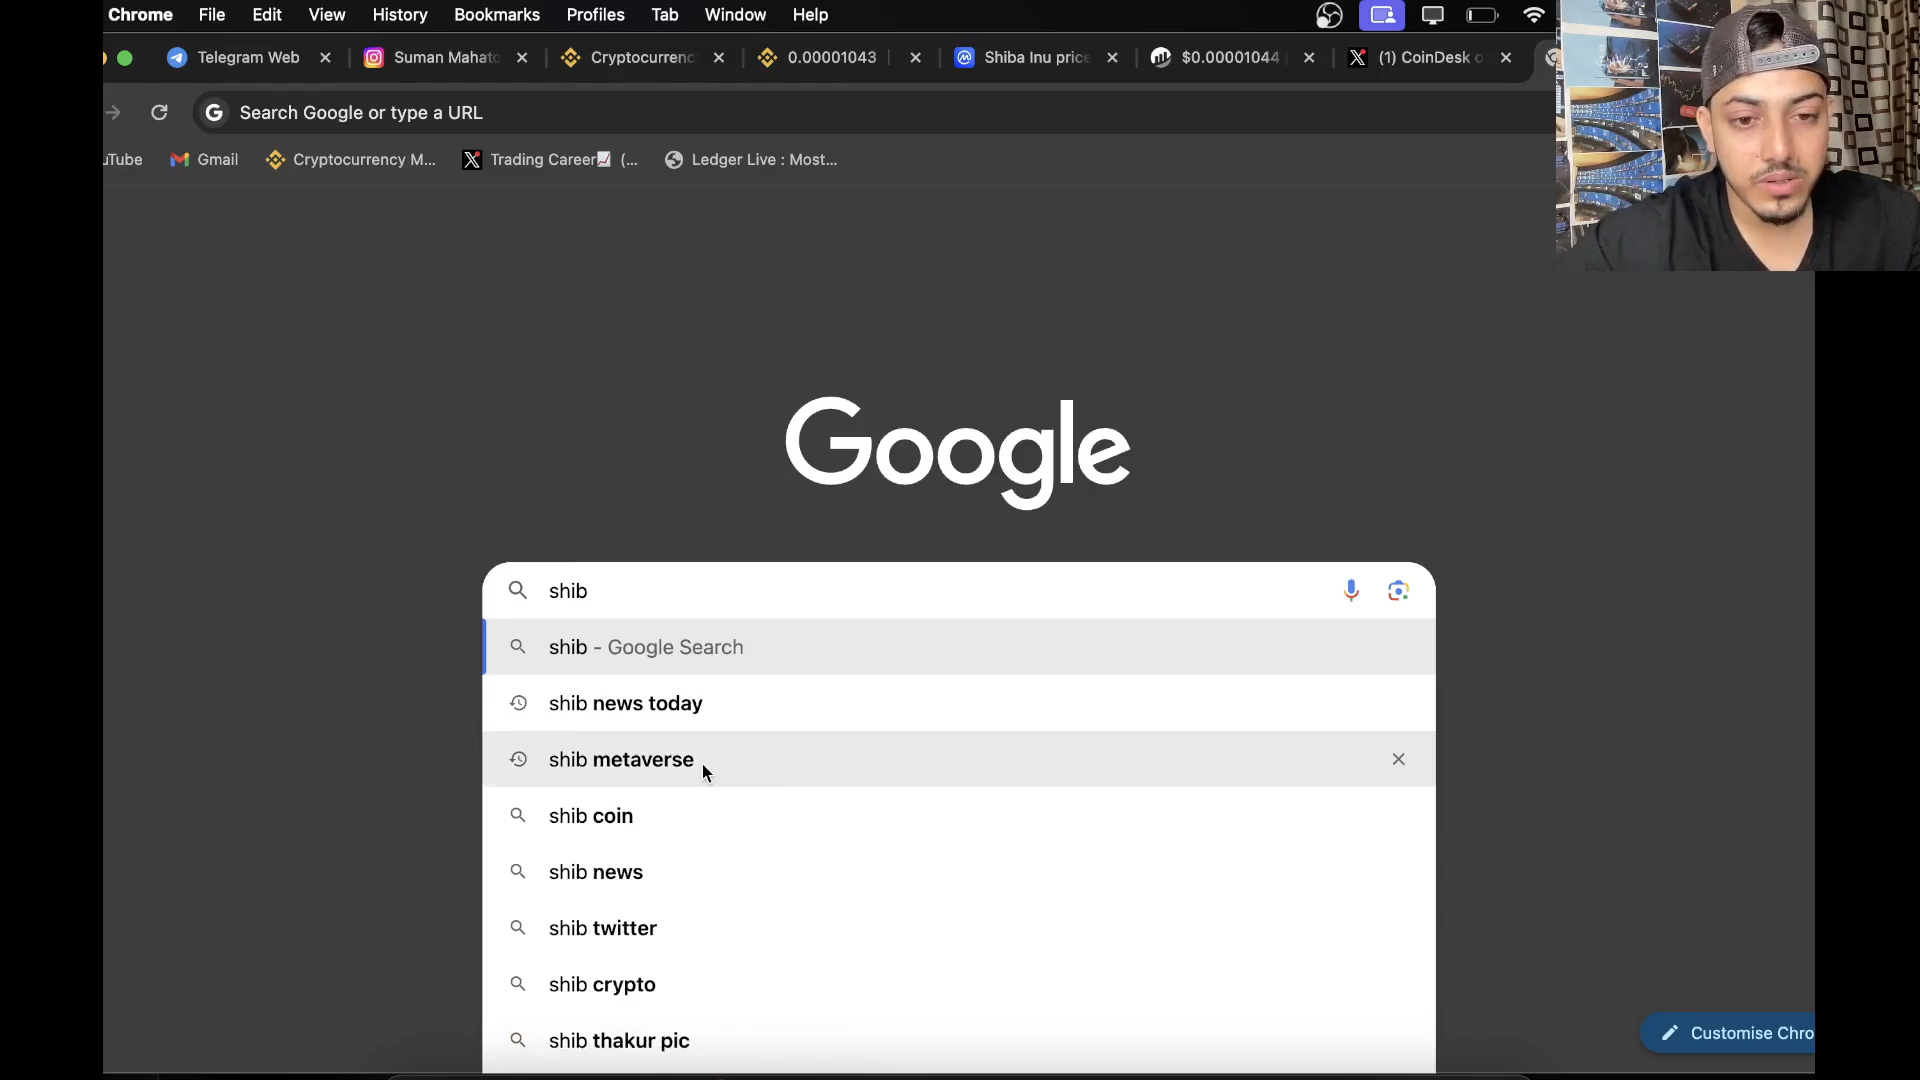 Chrome File Edit View History Bookmarks Profiles Tab Window Help
Telegram Web Suman Mahato Cryptocurrenc 0.00001043 Shiba Inu price $0.00001044 (1) CoinDesk o
Search Google or type a URL
uTube Gmail Cryptocurrency M... Trading Career📈 (... Ledger Live : Most...
Google
shib
shib - Google Search
shib news today
shib metaverse
shib coin
shib news
shib twitter
shib crypto
shib thakur pic
Customise Chro